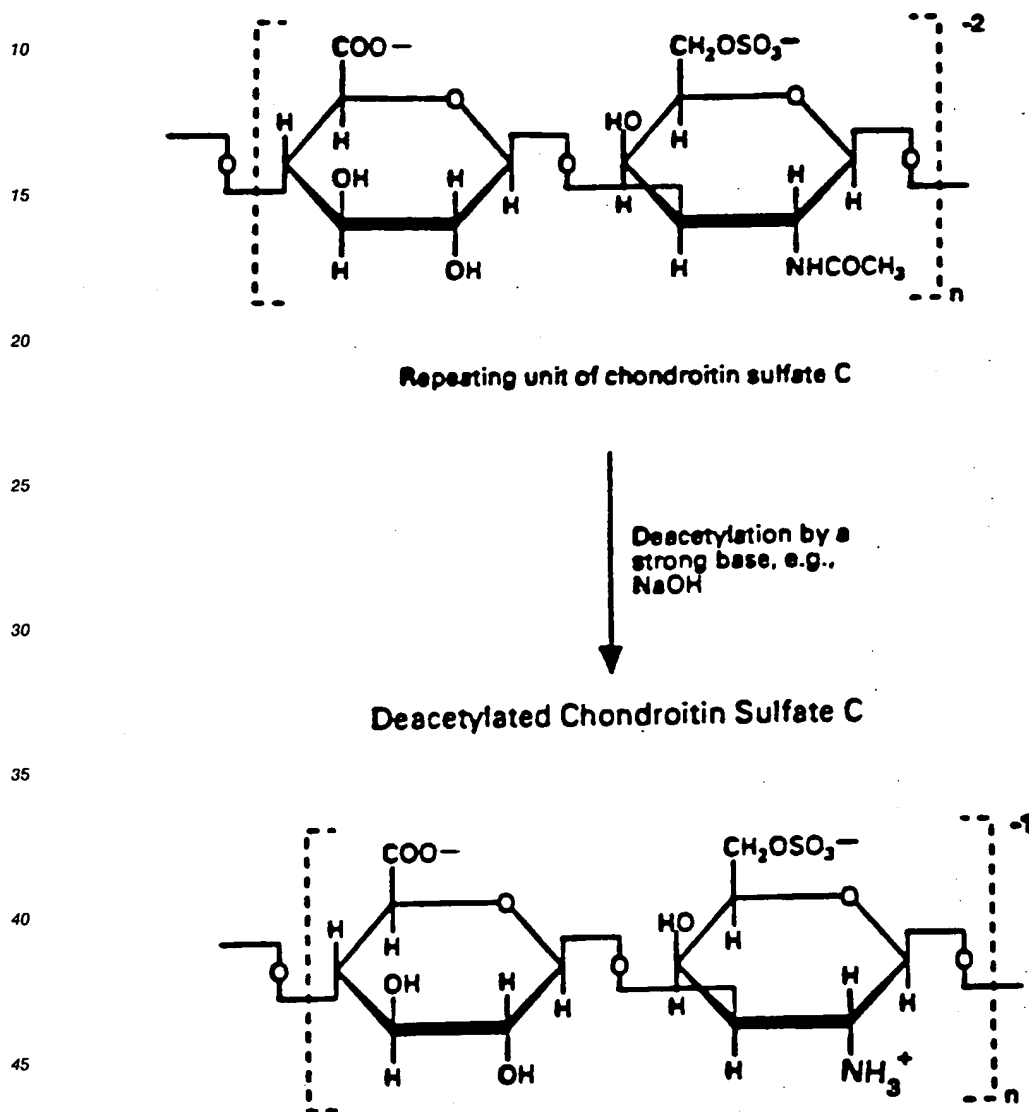 10
-2
COO– CH₂OSO₃–
O O
H HO
H H
O OH H H O H O
15
H H
H OH H NHCOCH₃
n
20
Repeating unit of chondroitin sulfate C
25
Deacetylation by a
strong base, e.g.,
NaOH
30
Deacetylated Chondroitin Sulfate C
35
-1
COO– CH₂OSO₃–
40
O O
H HO
H H
O OH H O H O
H H H
H OH H NH₃⁺
45
n